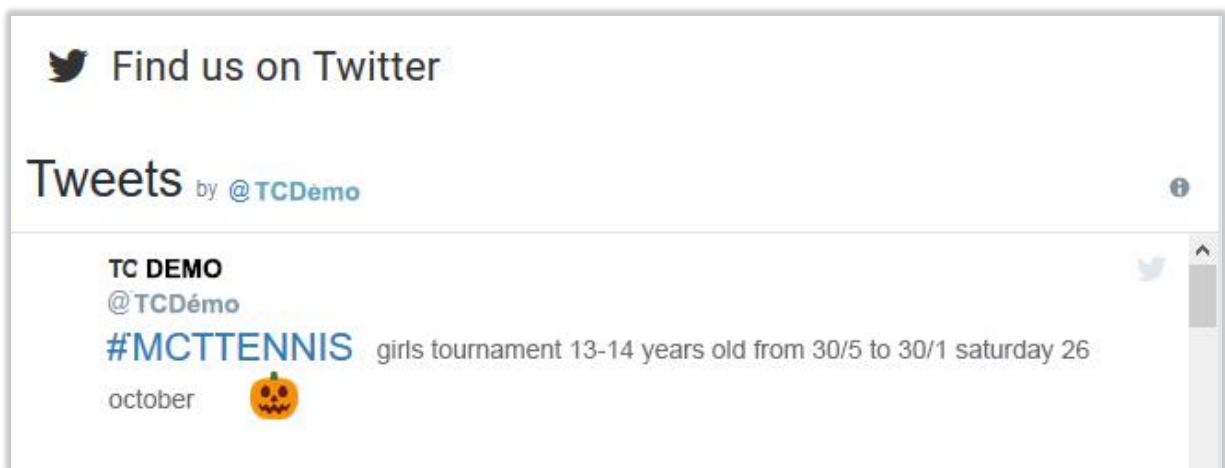 Find us on Twitter
Tweets by @TCDèmo
TC DEMO
@TCDémo
#MCTTENNIS girls tournament 13-14 years old from 30/5 to 30/1 saturday 26
october 🎃